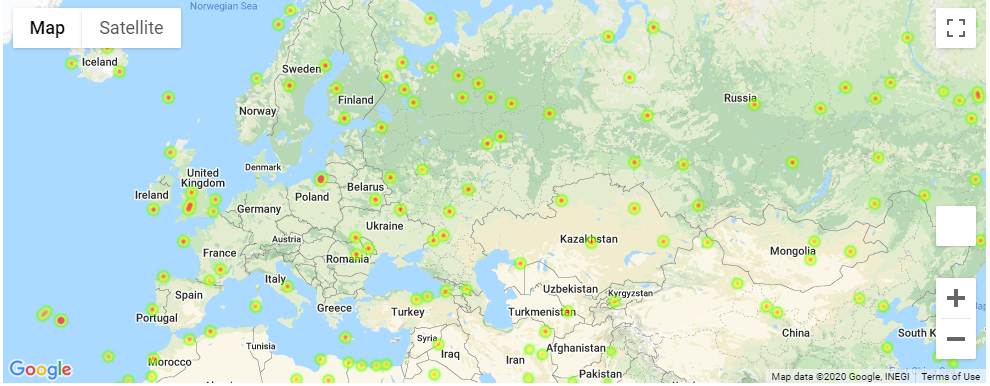 Norwegian Sea
Map
Satellite
Iceland
Sweden
Finland
Norway
Russia
Denmark
United
Kingdom
Ireland
Belarus
Poland
Germany
Ukraine
Austria
France
Romania
Kazakhstan
Mongolia
Italy
Spain
Uzbekistan
Kyrgyzstan
Portugal
Greece
Turkey
Turkmenistan
South K
China
Tunisia
Syria
Iraq
Iran
Afghanistan
Morocco
Pakistan
Google
Map data ©2020 Google, INEGI
Terms of Use